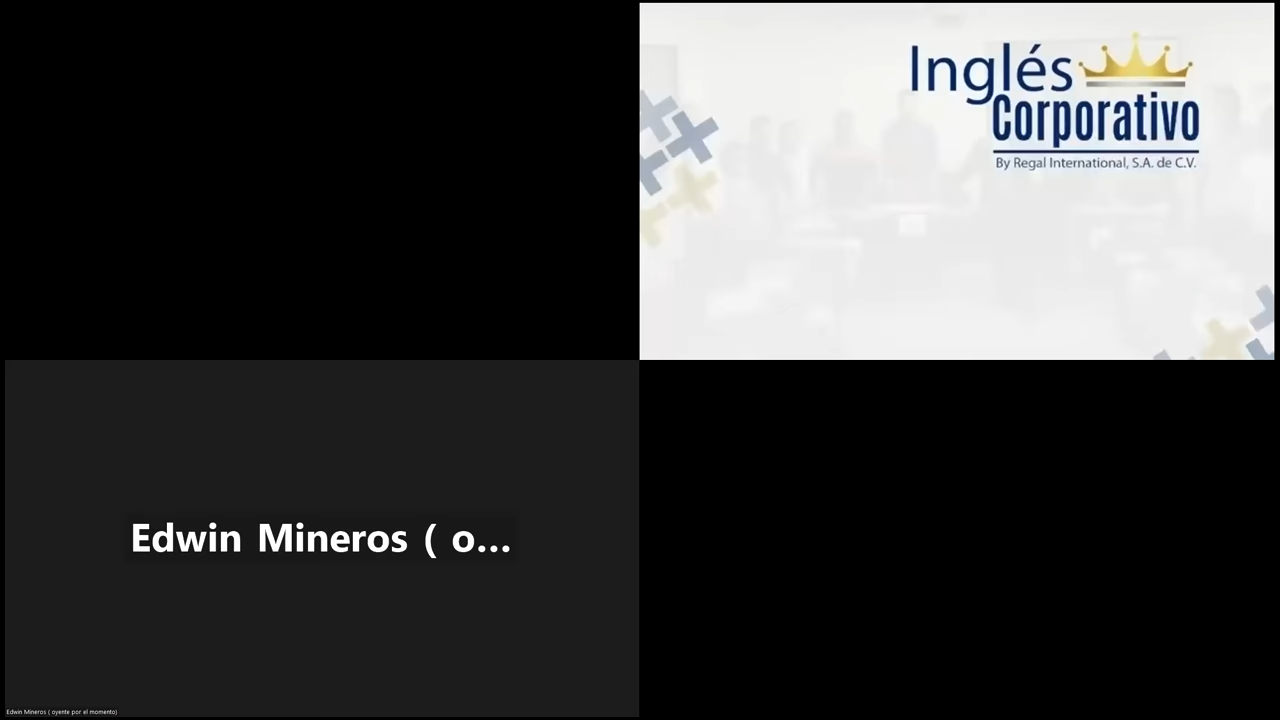 Inglés
Corporativo
By Regal International, S.A. de C.V.
Edwin Mineros ( o...
Edwin Mineros ( oyente por el momento)